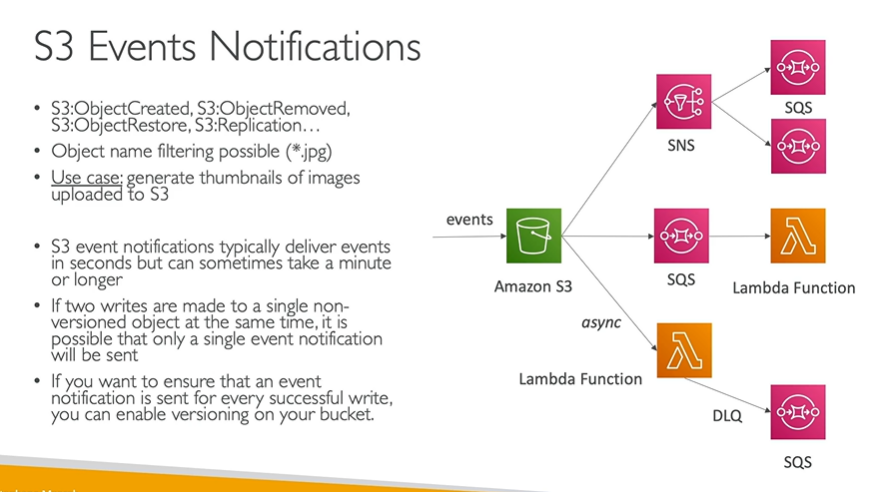 S3 Events Notifications
• S3:ObjectCreated, S3:ObjectRemoved,
S3:ObjectRestore, S3:Replication…
• Object name filtering possible (*.jpg)
• Use case: generate thumbnails of images
uploaded to S3
• S3 event notifications typically deliver events
in seconds but can sometimes take a minute
or longer
• If two writes are made to a single non-
versioned object at the same time, it is
possible that only a single event notification
will be sent
• If you want to ensure that an event
notification is sent for every successful write,
you can enable versioning on your bucket.
events
Amazon S3
SNS
SQS
SQS
Lambda Function
async
Lambda Function
DLQ
SQS